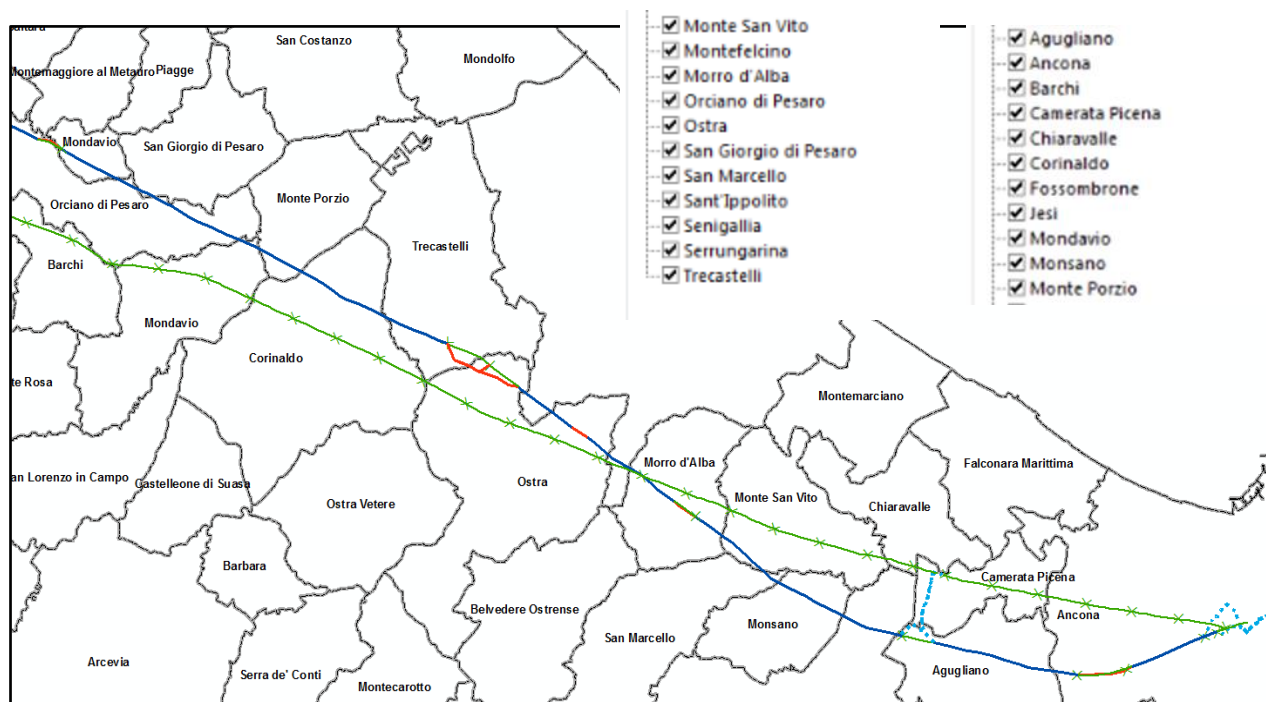 San Costanzo
Mondolfo
Montemaggiore al Metauro
Piagge
Mondavio
San Giorgio di Pesaro
Monte Porzio
Orciano di Pesaro
Trecastelli
Barchi
Mondavio
Corinaldo
te Rosa
Montemarciano
Morro d'Alba
Falconara Marittima
an Lorenzo in Campo
Castelleone di Suasa
Ostra
Monte San Vito
Chiaravalle
Ostra Vetere
Barbara
Camerata Picena
Belvedere Ostrense
Ancona
San Marcello
Monsano
Arcevia
Serra de' Conti
Agugliano
Montecarotto
Monte San Vito
Montefelcino
Morro d'Alba
Orciano di Pesaro
Ostra
San Giorgio di Pesaro
San Marcello
Sant'Ippolito
Senigallia
Serrungarina
Trecastelli
Agugliano
Ancona
Barchi
Camerata Picena
Chiaravalle
Corinaldo
Fossombrone
Jesi
Mondavio
Monsano
Monte Porzio